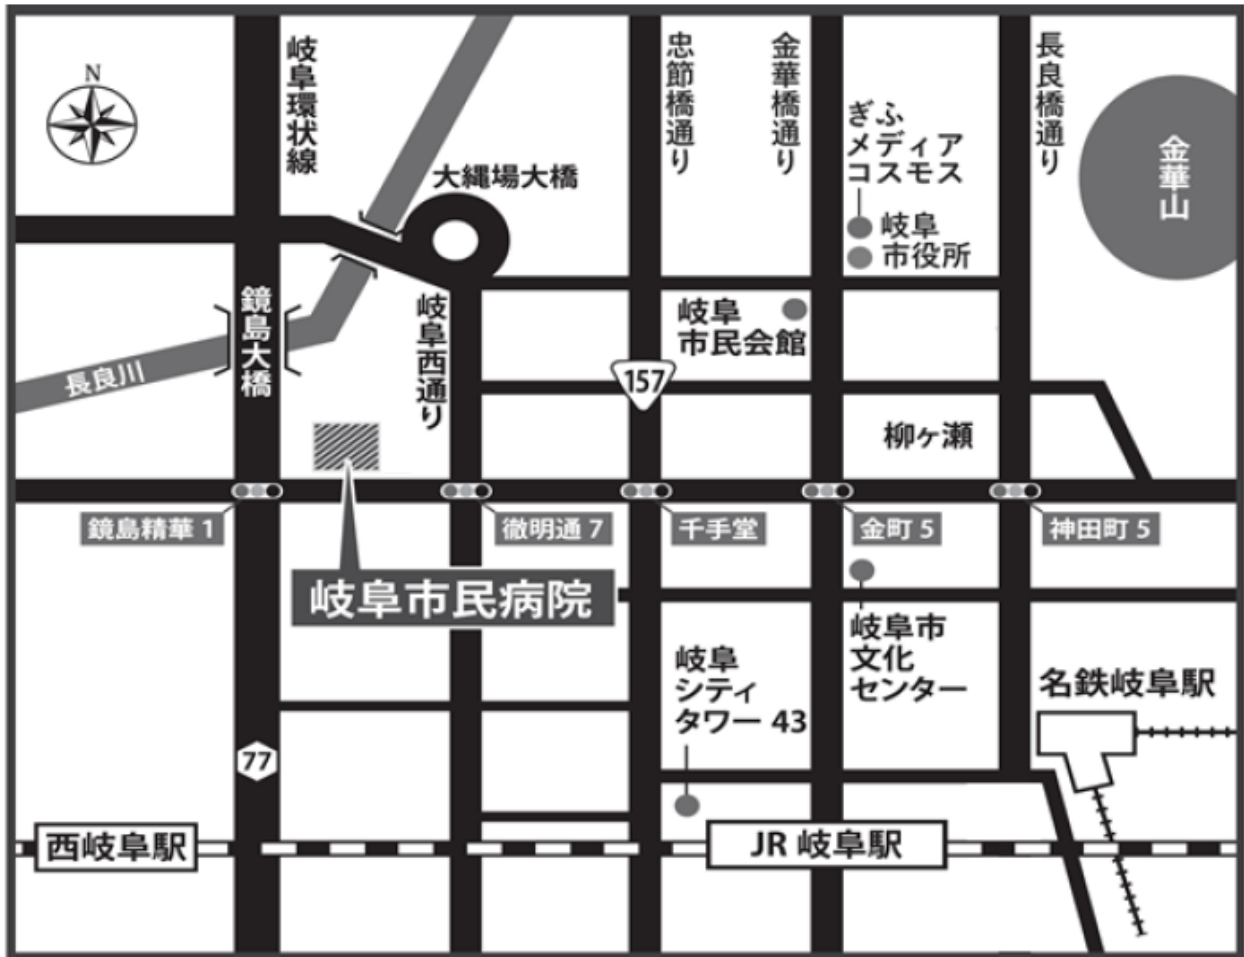 N
岐阜環状線
忠節橋通り
金華橋通り
長良橋通り
ぎふ
メディア
コスモス
岐阜
市役所
金華山
大縄場大橋
鏡島大橋
長良川
岐阜西通り
岐阜
市民会館
157
柳ヶ瀬
鏡島精華 1
徹明通 7
千手堂
金町 5
神田町 5
岐阜市民病院
岐阜
シティ
タワー 43
岐阜市
文化
センター
名鉄岐阜駅
77
西岐阜駅
JR 岐阜駅